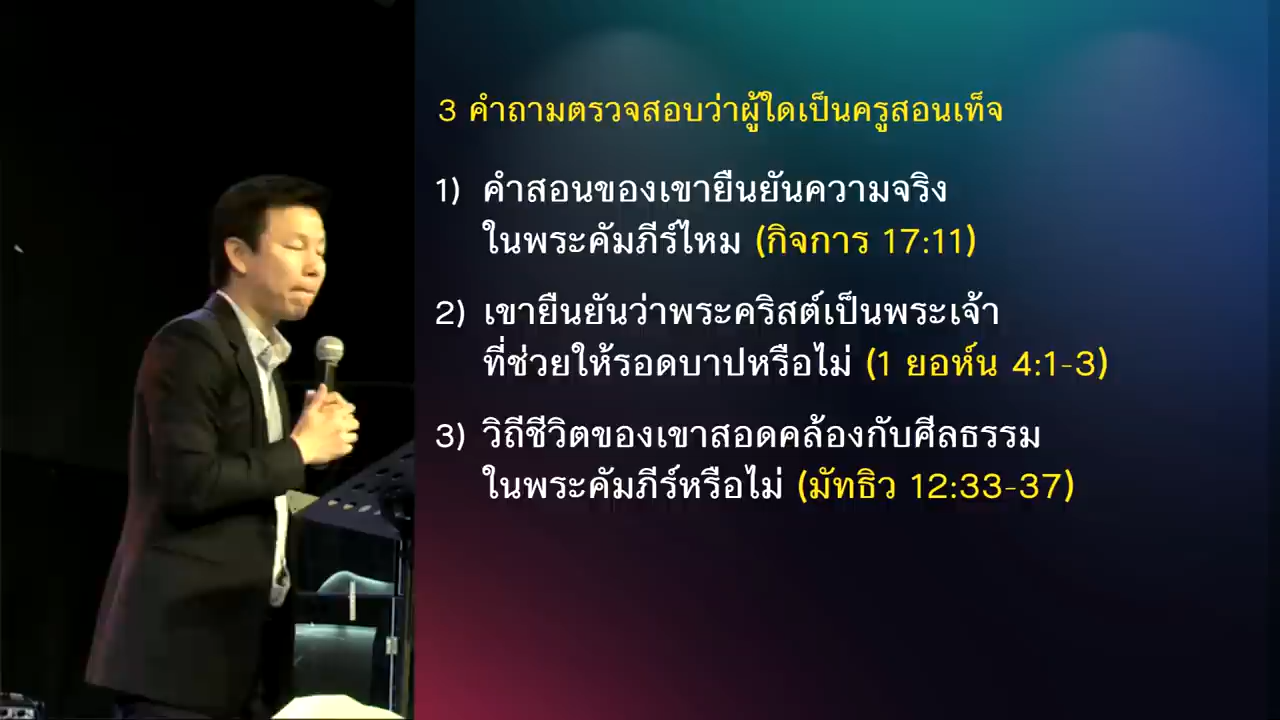 3 คำถามตรวจสอบว่าผู้ใดเป็นครูสอนเท็จ
1) คำสอนของเขายืนยันความจริง
ในพระคัมภีร์ไหม (กิจการ 17:11)
2) เขายืนยันว่าพระคริสต์เป็นพระเจ้า
ที่ช่วยให้รอดบาปหรือไม่ (1 ยอห์น 4:1-3)
3) วิถีชีวิตของเขาสอดคล้องกับศีลธรรม
ในพระคัมภีร์หรือไม่ (มัทธิว 12:33-37)